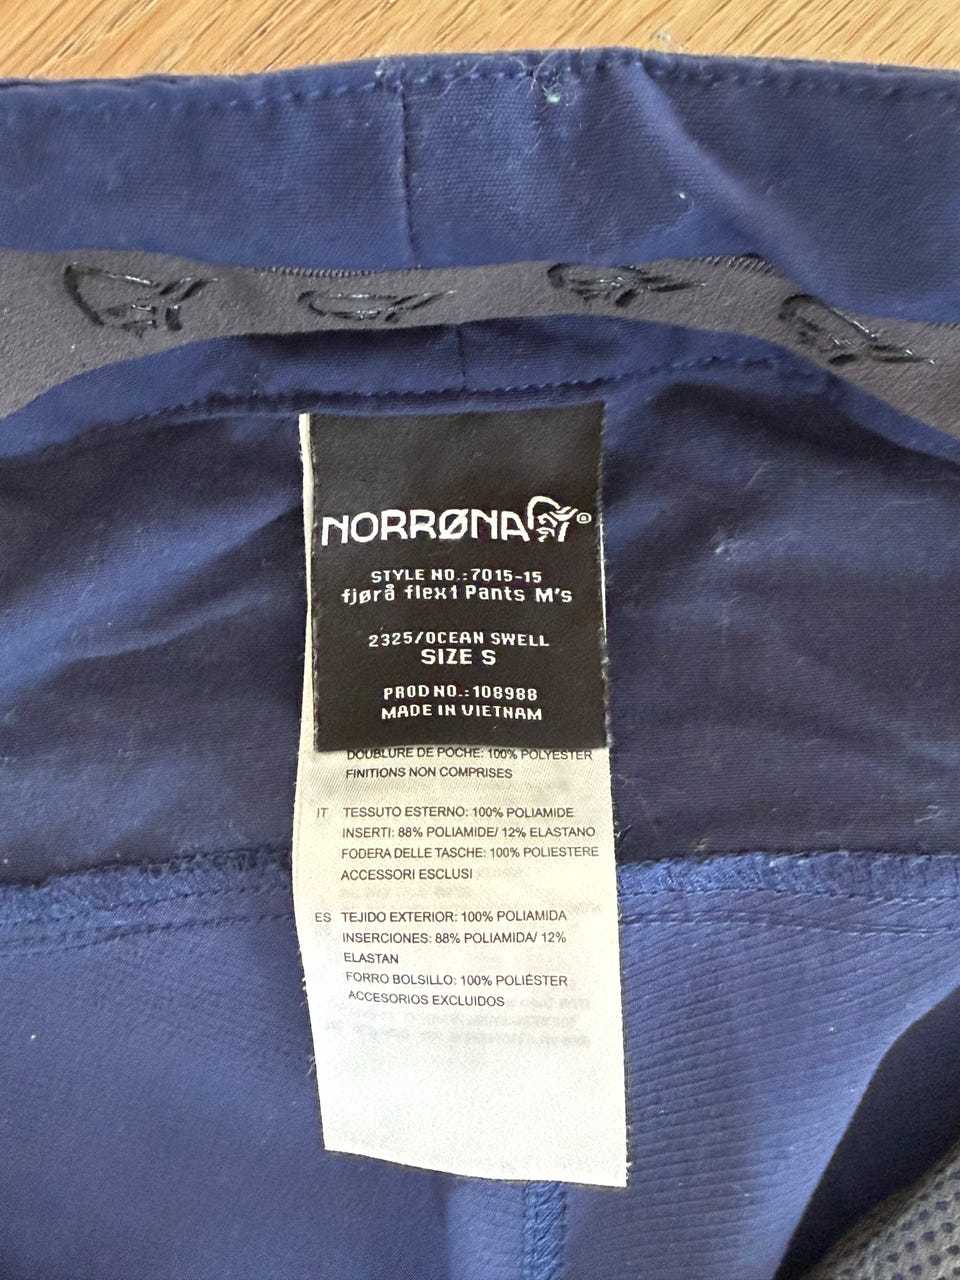 NORRØNA®
STYLE NO.:7015-15
fjørå flex1 Pants M's
2325/OCEAN SWELL
SIZE S
PROD NO.:108988
MADE IN VIETNAM
DOUBLURE DE POCHE: 100% POLYESTER
FINITIONS NON COMPRISES
IT TESSUTO ESTERNO: 100% POLIAMIDE
INSERTI: 88% POLIAMIDE/ 12% ELASTANO
FODERA DELLE TASCHE: 100% POLIESTERE
ACCESSORI ESCLUSI
ES TEJIDO EXTERIOR: 100% POLIAMIDA
INSERCIONES: 88% POLIAMIDA/ 12%
ELASTAN
FORRO BOLSILLO: 100% POLIÉSTER
ACCESORIOS EXCLUIDOS